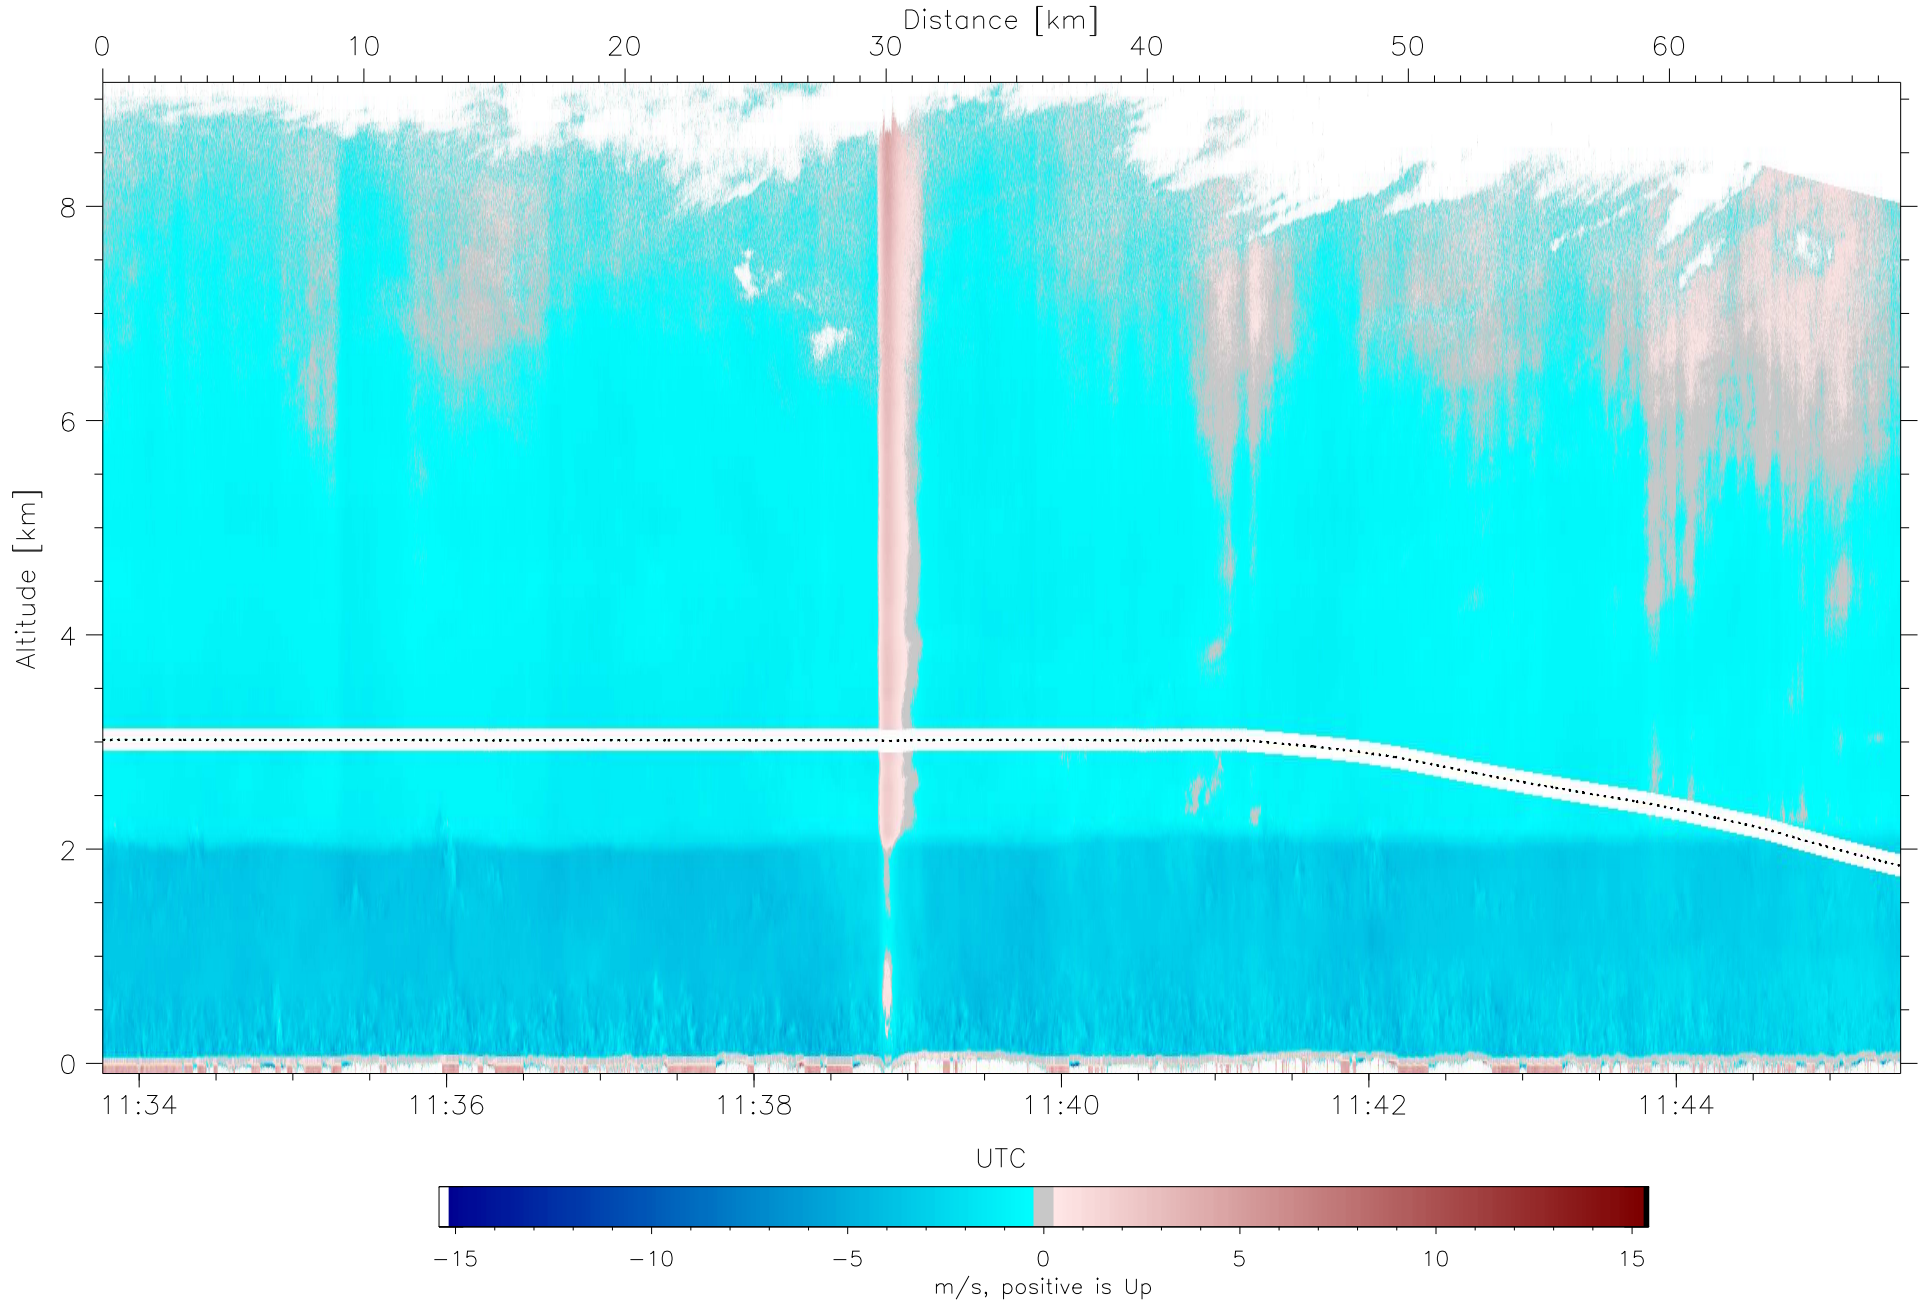 Distance [km]
0 10 20 30 40 50 60
Altitude [km]
8
6
4
2
0
11:34 11:36 11:38 11:40 11:42 11:44
UTC
−15 −10 −5 0 5 10 15
m/s, positive is Up